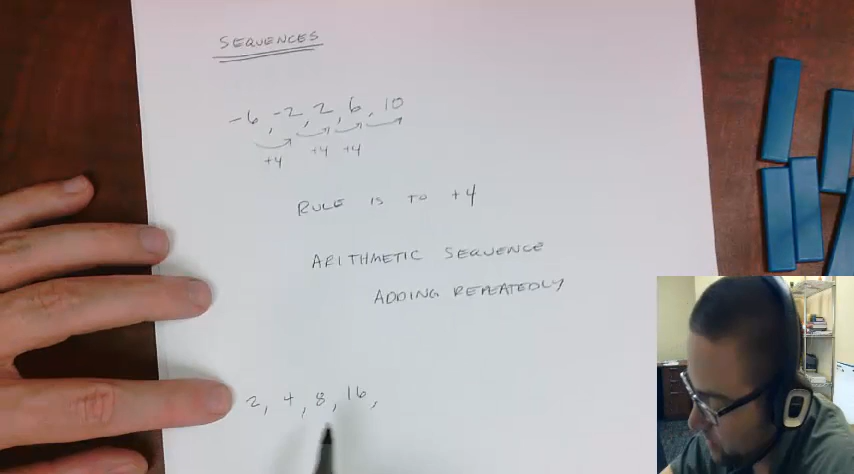 SEQUENCES
-6, -2, 2, 6, 10
+4 +4 +4
RULE IS TO +4
ARITHMETIC SEQUENCE
ADDING REPEATEDLY
2, 4, 8, 16,